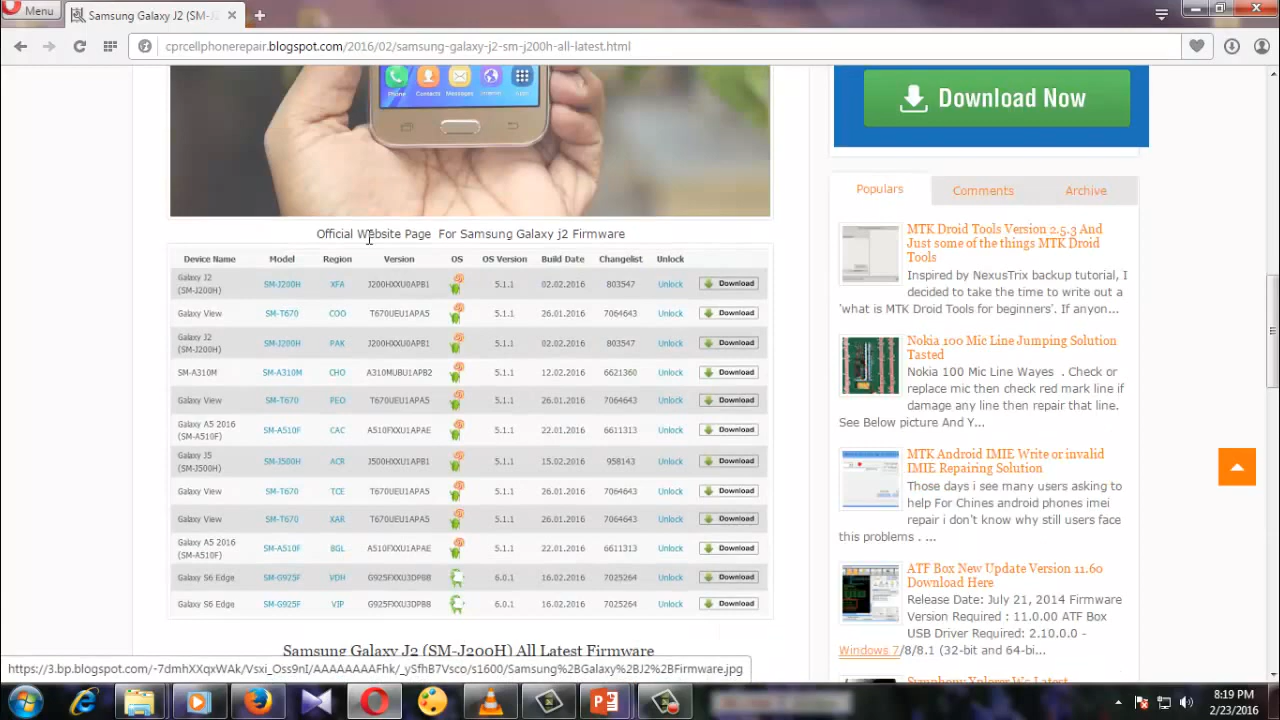 Menu
Samsung Galaxy J2 (SM-J2
cprcellphonerepair.blogspot.com/2016/02/samsung-galaxy-j2-sm-j200h-all-latest.html
Phone Contacts Messages Internet Apps
Download Now
Official Website Page For Samsung Galaxy j2 Firmware
Device Name Model Region Version OS OS Version Build Date Changelist Unlock
Galaxy J2
(SM-J200H) SM-J200H XFA J200HXXU0APB1 5.1.1 02.02.2016 803547 Unlock Download
Galaxy View SM-T670 COO T670UEU1APA5 5.1.1 26.01.2016 7064643 Unlock Download
Galaxy J2
(SM-J200H) SM-J200H PAK J200HXXU0APB1 5.1.1 02.02.2016 803547 Unlock Download
SM-A310M SM-A310M CHO A310MUBU1APB2 5.1.1 12.02.2016 6621360 Unlock Download
Galaxy View SM-T670 PEO T670UEU1APA5 5.1.1 26.01.2016 7064643 Unlock Download
Galaxy A5 2016
(SM-A510F) SM-A510F CAC A510FXXU1APAE 5.1.1 22.01.2016 6611313 Unlock Download
Galaxy J5
(SM-J500H) SM-J500H ACR J500HXXU1APB1 5.1.1 15.02.2016 958143 Unlock Download
Galaxy View SM-T670 TCE T670UEU1APA5 5.1.1 26.01.2016 7064643 Unlock Download
Galaxy View SM-T670 XAR T670UEU1APA5 5.1.1 26.01.2016 7064643 Unlock Download
Galaxy A5 2016
(SM-A510F) SM-A510F BGL A510FXXU1APAE 5.1.1 22.01.2016 6611313 Unlock Download
Galaxy S6 Edge SM-G925F VDH G925FXXU3DPB8 6.0.1 16.02.2016 7025264 Unlock Download
Galaxy S6 Edge SM-G925F VIP G925FXXU3DPB8 6.0.1 16.02.2016 7025264 Unlock Download
Samsung Galaxy J2 (SM-J200H) All Latest Firmware
Populars Comments Archive
MTK Droid Tools Version 2.5.3 And
Just some of the things MTK Droid
Tools
Inspired by NexusTrix backup tutorial, I
decided to take the time to write out a
'what is MTK Droid Tools for beginners'. If anyon...
Nokia 100 Mic Line Jumping Solution
Tasted
Nokia 100 Mic Line Wayes . Check or
replace mic then check red mark line if
damage any line then repair that line.
See Below picture And Y...
MTK Android IMIE Write or invalid
IMIE Repairing Solution
Those days i see many users asking to
help For Chines android phones imei
repair i don't know why still users face
this problems . ...
ATF Box New Update Version 11.60
Download Here
Release Date: July 21, 2014 Firmware
Version Required : 11.0.00 ATF Box
USB Driver Required: 2.10.0.0 -
Windows 7/8/8.1 (32-bit and 64-bi...
Symphony Xplorer W5 Latest
https://3.bp.blogspot.com/-7dmhXXqxWAk/Vsxi_Oss9nI/AAAAAAAAFhk/_ySfhB7Vsco/s1600/Samsung%2BGalaxy%2BJ2%2BFirmware.jpg
8:19 PM
2/23/2016